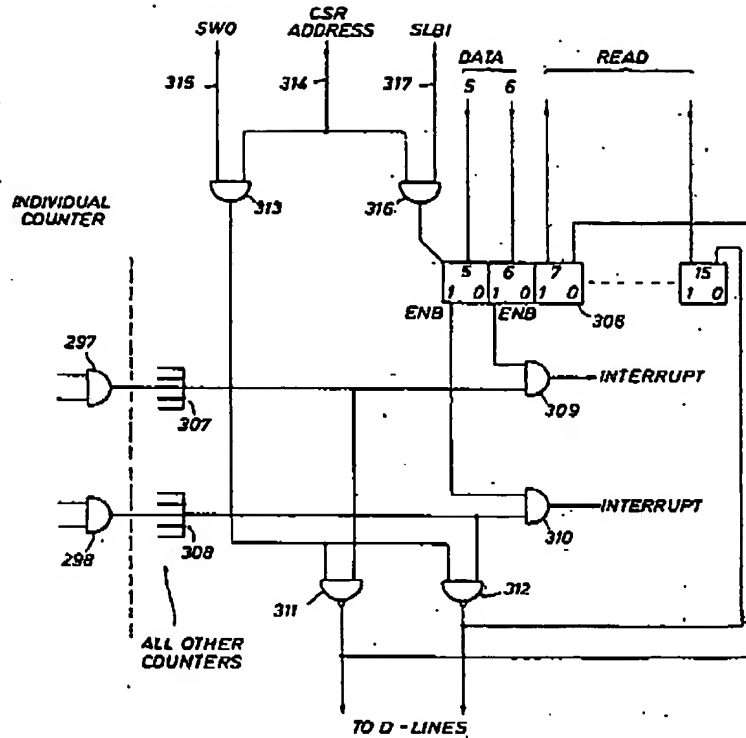 SWO
CSR
ADDRESS
SLBI
315
314
317
DATA
5 6
READ
313
316
INDIVIDUAL
COUNTER
5 6 7 15
1 0 1 0 1 0 1 0
ENB ENB 306
297
307
INTERRUPT
309
298
308
INTERRUPT
310
311
312
ALL OTHER
COUNTERS
TO D-LINES